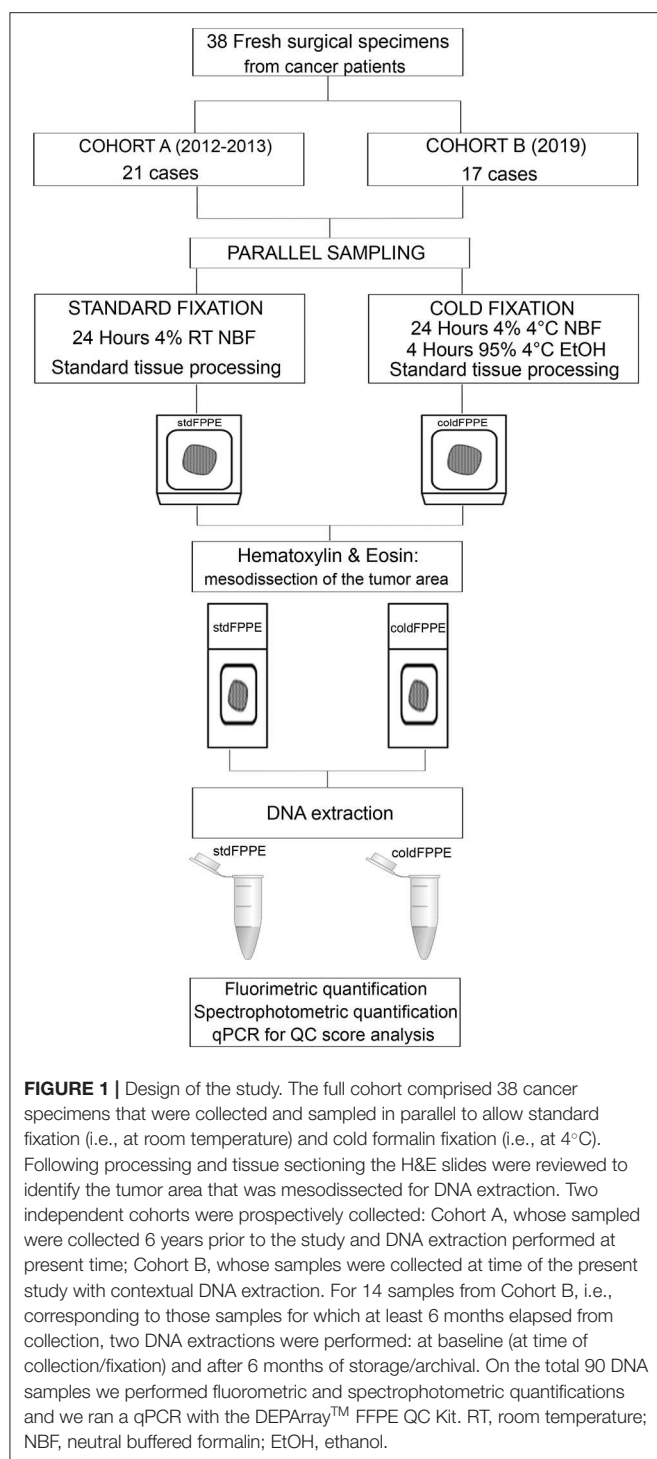 38 Fresh surgical specimens
from cancer patients
COHORT A (2012-2013)
21 cases
COHORT B (2019)
17 cases
PARALLEL SAMPLING
STANDARD FIXATION
24 Hours 4% RT NBF
Standard tissue processing
COLD FIXATION
24 Hours 4% 4°C NBF
4 Hours 95% 4°C EtOH
Standard tissue processing
stdFPPE
coldFPPE
Hematoxylin & Eosin:
mesodissection of the tumor area
stdFPPE
coldFPPE
DNA extraction
stdFPPE
coldFPPE
Fluorimetric quantification
Spectrophotometric quantification
qPCR for QC score analysis
FIGURE 1 | Design of the study. The full cohort comprised 38 cancer
specimens that were collected and sampled in parallel to allow standard
fixation (i.e., at room temperature) and cold formalin fixation (i.e., at 4°C).
Following processing and tissue sectioning the H&E slides were reviewed to
identify the tumor area that was mesodissected for DNA extraction. Two
independent cohorts were prospectively collected: Cohort A, whose sampled
were collected 6 years prior to the study and DNA extraction performed at
present time; Cohort B, whose samples were collected at time of the present
study with contextual DNA extraction. For 14 samples from Cohort B, i.e.,
corresponding to those samples for which at least 6 months elapsed from
collection, two DNA extractions were performed: at baseline (at time of
collection/fixation) and after 6 months of storage/archival. On the total 90 DNA
samples we performed fluorometric and spectrophotometric quantifications
and we ran a qPCR with the DEPArray™ FFPE QC Kit. RT, room temperature;
NBF, neutral buffered formalin; EtOH, ethanol.